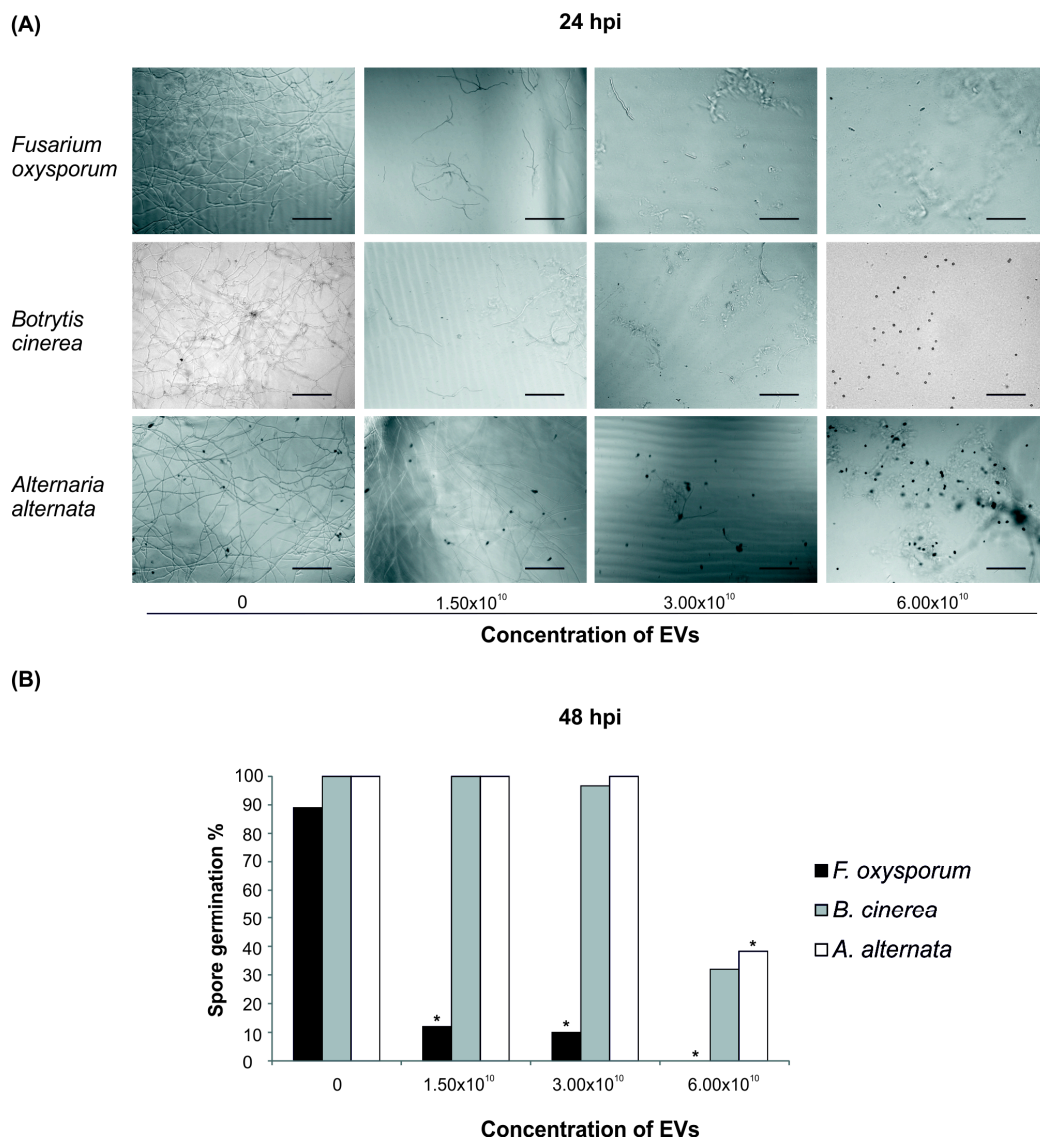 (A)
24 hpi
Fusarium
oxysporum
Botrytis
cinerea
Alternaria
alternata
0
1.50x10¹⁰
3.00x10¹⁰
6.00x10¹⁰
Concentration of EVs
(B)
48 hpi
Spore germination %
100
90
80
70
60
50
40
30
20
10
0
*
*
*
*
0
1.50x10¹⁰
3.00x10¹⁰
6.00x10¹⁰
Concentration of EVs
F. oxysporum
B. cinerea
A. alternata